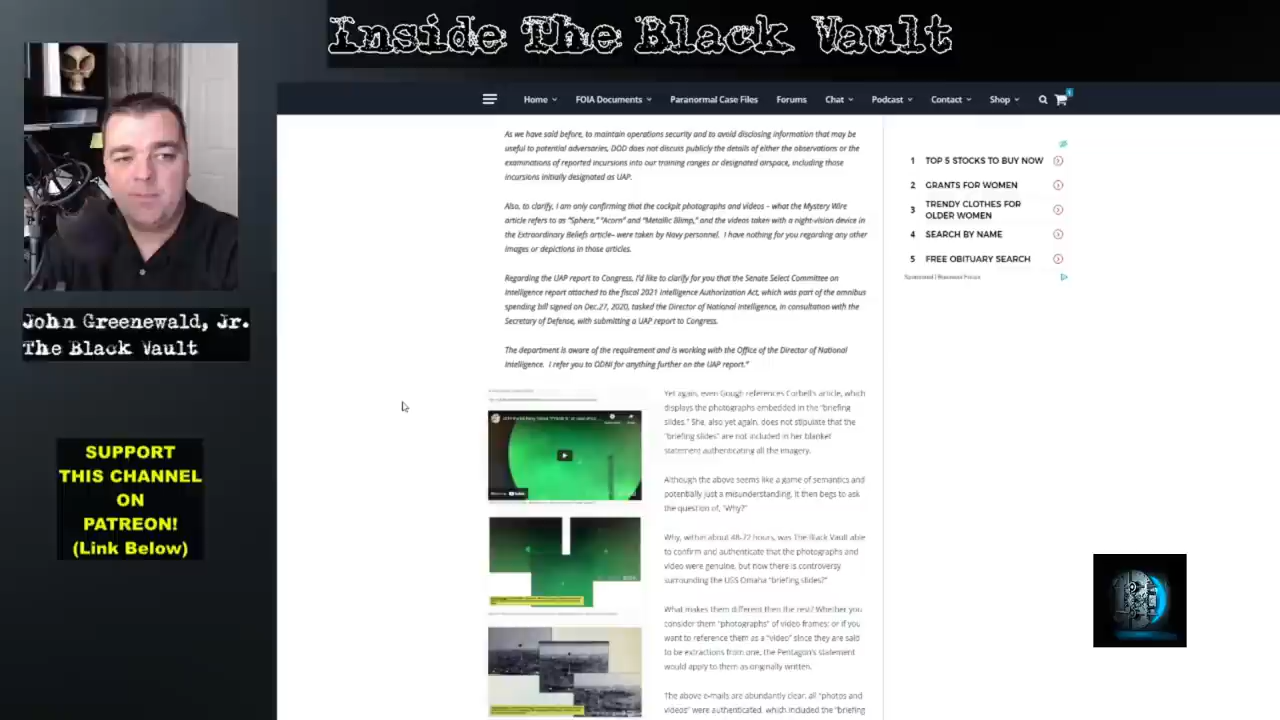 Inside The Black Vault
Home
FOIA Documents
Paranormal Case Files
Forums
Chat
Podcast
Contact
Shop
As we have said before, to maintain operations security and to avoid disclosing information that may be
useful to potential adversaries, DOD does not discuss publicly the details of either the observations or the
examinations of reported incursions into our training ranges or designated airspace, including those
incursions initially designated as UAP.
Also, to clarify, I am only confirming that the cockpit photographs and videos – what the Mystery Wire
article refers to as "Sphere," "Acorn" and "Metallic Blimp," and the videos taken with a night-vision device in
the Extraordinary Beliefs article– were taken by Navy personnel. I have nothing for you regarding any other
images or depictions in those articles.
Regarding the UAP report to Congress, I'd like to clarify for you that the Senate Select Committee on
Intelligence report attached to the fiscal 2021 Intelligence Authorization Act, which was part of the omnibus
spending bill signed on Dec.27, 2020, tasked the Director of National Intelligence, in consultation with the
Secretary of Defense, with submitting a UAP report to Congress.
The department is aware of the requirement and is working with the Office of the Director of National
Intelligence. I refer you to ODNI for anything further on the UAP report."
Yet again, even Gough references Corbell's article, which
displays the photographs embedded in the "briefing
slides." She, also yet again, does not stipulate that the
"briefing slides" are not included in her blanket
statement authenticating all the imagery.
Although the above seems like a game of semantics and
potentially just a misunderstanding, it then begs to ask
the question of, "Why?"
Why, within about 48-72 hours, was The Black Vault able
to confirm and authenticate that the photographs and
video were genuine, but now there is controversy
surrounding the USS Omaha "briefing slides?"
What makes them different then the rest? Whether you
consider them "photographs" of video frames; or if you
want to reference them as a "video" since they are said
to be extractions from one, the Pentagon's statement
would apply to them as originally written.
The above e-mails are abundantly clear: all "photos and
videos" were authenticated, which included the "briefing
1 TOP 5 STOCKS TO BUY NOW
2 GRANTS FOR WOMEN
3 TRENDY CLOTHES FOR
OLDER WOMEN
4 SEARCH BY NAME
5 FREE OBITUARY SEARCH
Sponsored | Business Focus
John Greenewald, Jr.
The Black Vault
SUPPORT
THIS CHANNEL
ON
PATREON!
(Link Below)